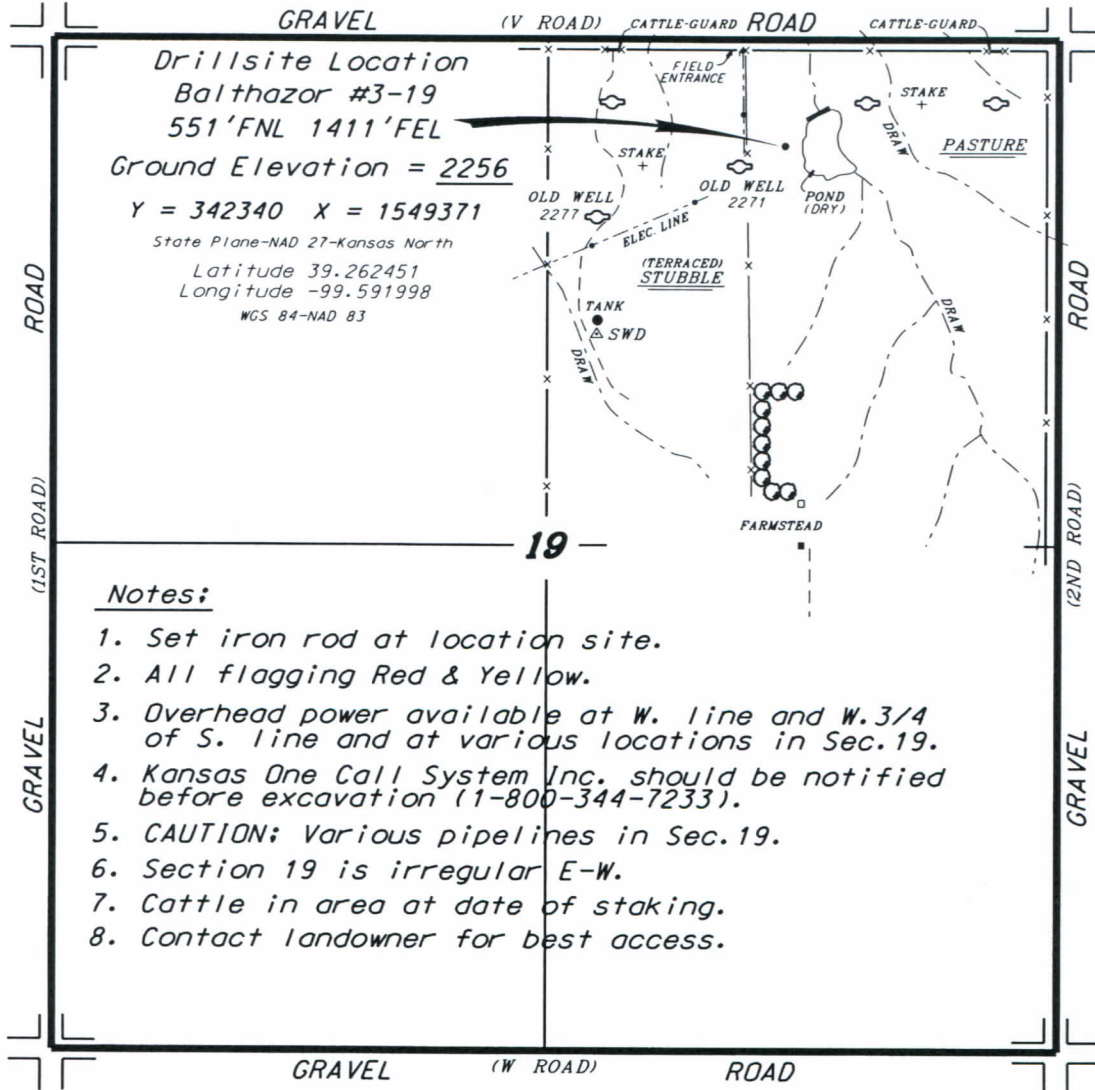 GRAVEL (V ROAD) CATTLE-GUARD ROAD CATTLE-GUARD
Drillsite Location
Balthazor #3-19
551'FNL 1411'FEL
Ground Elevation = 2256
Y = 342340 X = 1549371
State Plane-NAD 27-Kansas North
Latitude 39.262451
Longitude -99.591998
WGS 84-NAD 83
FIELD
ENTRANCE
STAKE
+
DRAW
PASTURE
STAKE
+
OLD WELL
2277
OLD WELL
2271
POND
(DRY)
ELEC. LINE
(TERRACED)
STUBBLE
TANK
SWD
DRAW
DRAW
FARMSTEAD
19
ROAD
(1ST ROAD)
GRAVEL
ROAD
(2ND ROAD)
GRAVEL
Notes:
1. Set iron rod at location site.
2. All flagging Red & Yellow.
3. Overhead power available at W. line and W.3/4
of S. line and at various locations in Sec.19.
4. Kansas One Call System Inc. should be notified
before excavation (1-800-344-7233).
5. CAUTION: Various pipelines in Sec.19.
6. Section 19 is irregular E-W.
7. Cattle in area at date of staking.
8. Contact landowner for best access.
GRAVEL (W ROAD) ROAD